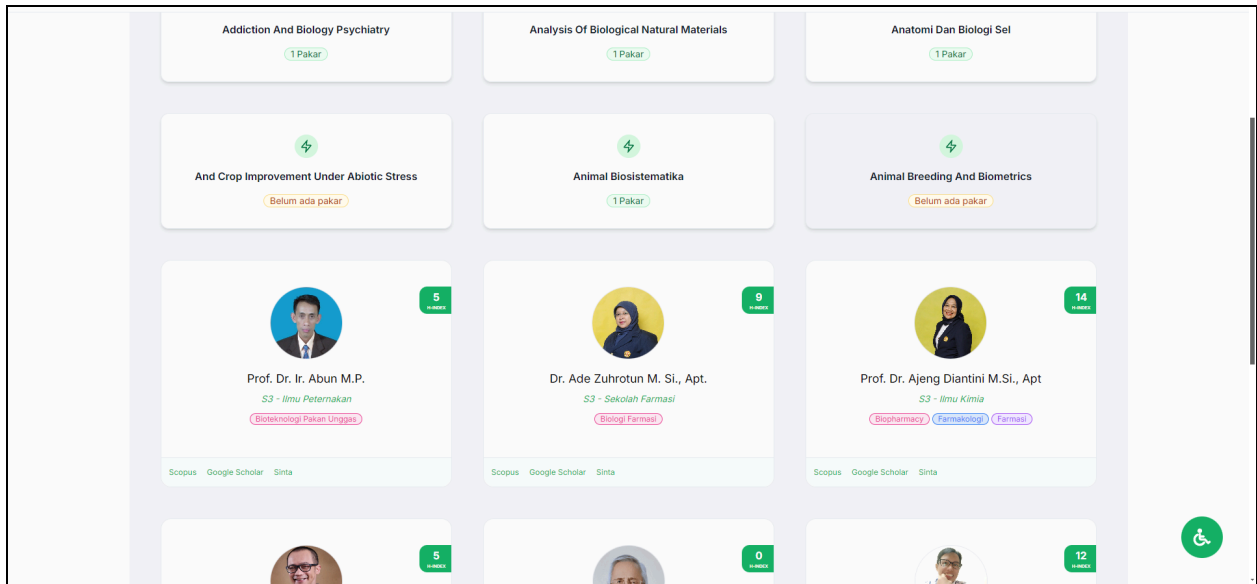 Addiction And Biology Psychiatry
1 Pakar
Analysis Of Biological Natural Materials
1 Pakar
Anatomi Dan Biologi Sel
1 Pakar
And Crop Improvement Under Abiotic Stress
Belum ada pakar
Animal Biosistematika
1 Pakar
Animal Breeding And Biometrics
Belum ada pakar
5
H-INDEX
Prof. Dr. Ir. Abun M.P.
S3 - Ilmu Peternakan
Bioteknologi Pakan Unggas
Scopus Google Scholar Sinta
9
H-INDEX
Dr. Ade Zuhrotun M. Si., Apt.
S3 - Sekolah Farmasi
Biologi Farmasi
Scopus Google Scholar Sinta
14
H-INDEX
Prof. Dr. Ajeng Diantini M.Si., Apt
S3 - Ilmu Kimia
Biopharmacy Farmakologi Farmasi
Scopus Google Scholar Sinta
5
H-INDEX
0
H-INDEX
12
H-INDEX